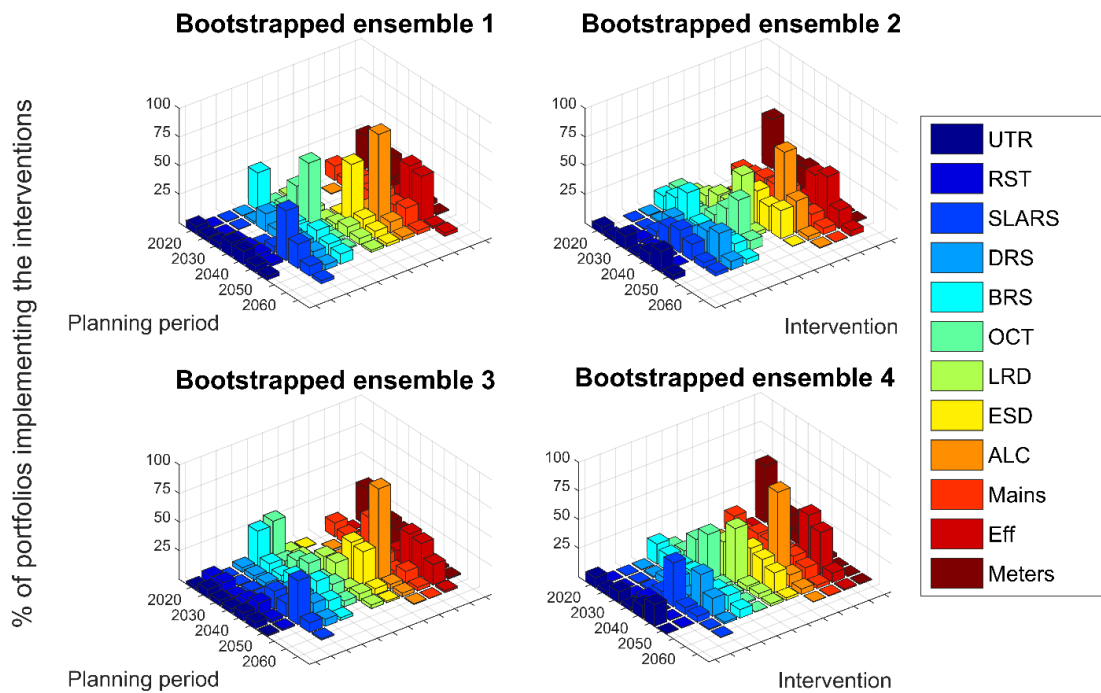 Bootstrapped ensemble 1
Bootstrapped ensemble 2
% of portfolios implementing the interventions
100
75
50
25
2020
2030
2040
2050
2060
Planning period
100
75
50
25
2020
2030
2040
2050
2060
Intervention
Bootstrapped ensemble 3
Bootstrapped ensemble 4
100
75
50
25
2020
2030
2040
2050
2060
Planning period
100
75
50
25
2020
2030
2040
2050
2060
Intervention
UTR
RST
SLARS
DRS
BRS
OCT
LRD
ESD
ALC
Mains
Eff
Meters